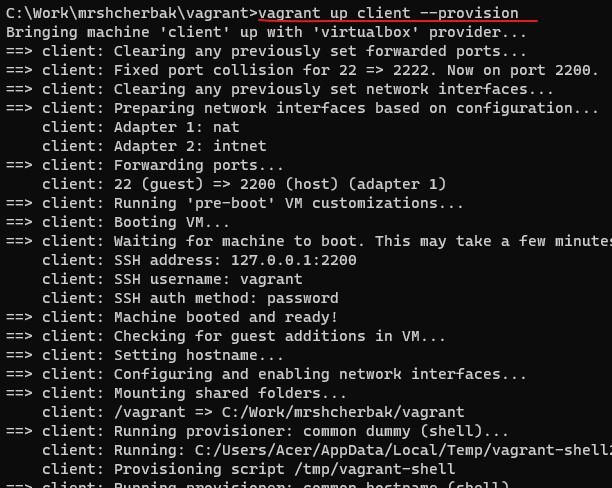 C:\Work\mrshcherbak\vagrant>vagrant up client --provision
Bringing machine 'client' up with 'virtualbox' provider...
==> client: Clearing any previously set forwarded ports...
==> client: Fixed port collision for 22 => 2222. Now on port 2200.
==> client: Clearing any previously set network interfaces...
==> client: Preparing network interfaces based on configuration...
    client: Adapter 1: nat
    client: Adapter 2: intnet
==> client: Forwarding ports...
    client: 22 (guest) => 2200 (host) (adapter 1)
==> client: Running 'pre-boot' VM customizations...
==> client: Booting VM...
==> client: Waiting for machine to boot. This may take a few minutes
    client: SSH address: 127.0.0.1:2200
    client: SSH username: vagrant
    client: SSH auth method: password
==> client: Machine booted and ready!
==> client: Checking for guest additions in VM...
==> client: Setting hostname...
==> client: Configuring and enabling network interfaces...
==> client: Mounting shared folders...
    client: /vagrant => C:/Work/mrshcherbak/vagrant
==> client: Running provisioner: common dummy (shell)...
    client: Running: C:/Users/Acer/AppData/Local/Temp/vagrant-shell2
    client: Provisioning script /tmp/vagrant-shell
==> client: Running provisioner: common hostname (shell)